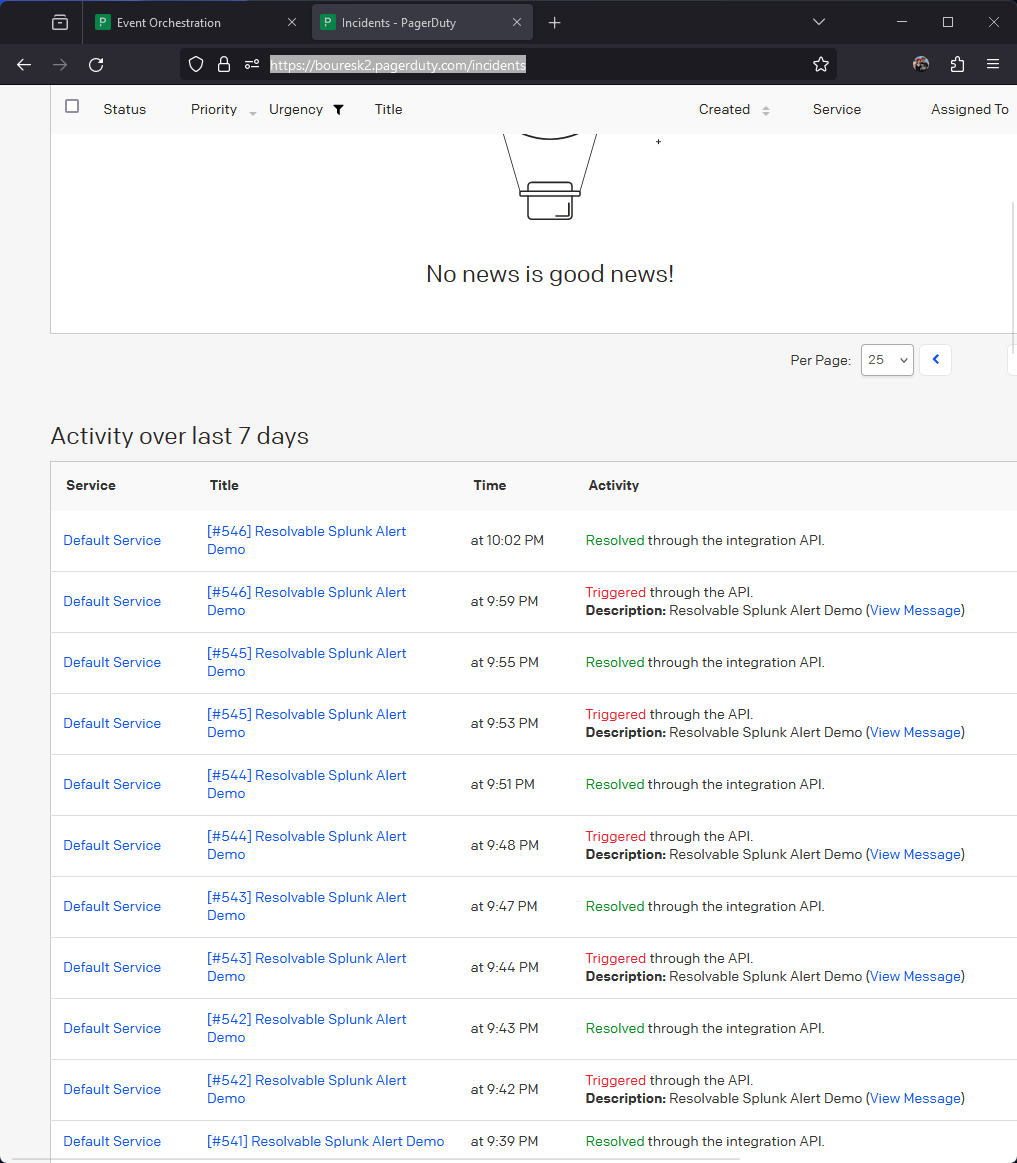 Event Orchestration
Incidents - PagerDuty
https://bouresk2.pagerduty.com/incidents
Status Priority Urgency Title Created Service Assigned To
No news is good news!
Per Page: 25
Activity over last 7 days
Service Title Time Activity
Default Service [#546] Resolvable Splunk Alert Demo at 10:02 PM Resolved through the integration API.
Default Service [#546] Resolvable Splunk Alert Demo at 9:59 PM Triggered through the API.
Description: Resolvable Splunk Alert Demo (View Message)
Default Service [#545] Resolvable Splunk Alert Demo at 9:55 PM Resolved through the integration API.
Default Service [#545] Resolvable Splunk Alert Demo at 9:53 PM Triggered through the API.
Description: Resolvable Splunk Alert Demo (View Message)
Default Service [#544] Resolvable Splunk Alert Demo at 9:51 PM Resolved through the integration API.
Default Service [#544] Resolvable Splunk Alert Demo at 9:48 PM Triggered through the API.
Description: Resolvable Splunk Alert Demo (View Message)
Default Service [#543] Resolvable Splunk Alert Demo at 9:47 PM Resolved through the integration API.
Default Service [#543] Resolvable Splunk Alert Demo at 9:44 PM Triggered through the API.
Description: Resolvable Splunk Alert Demo (View Message)
Default Service [#542] Resolvable Splunk Alert Demo at 9:43 PM Resolved through the integration API.
Default Service [#542] Resolvable Splunk Alert Demo at 9:42 PM Triggered through the API.
Description: Resolvable Splunk Alert Demo (View Message)
Default Service [#541] Resolvable Splunk Alert Demo at 9:39 PM Resolved through the integration API.